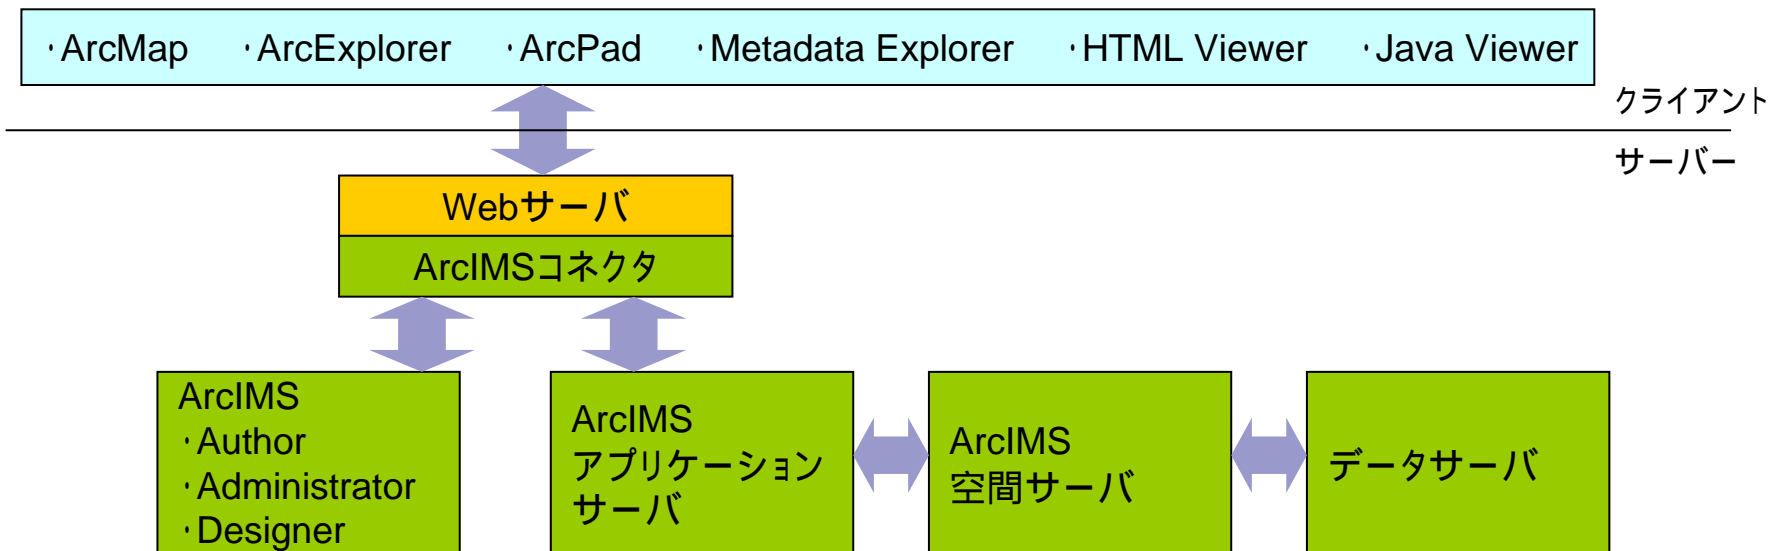 ・ArcMap ・ArcExplorer ・ArcPad ・Metadata Explorer ・HTML Viewer ・Java Viewer
クライアント
サーバー
Webサーバ
ArcIMSコネクタ
ArcIMS
・Author
・Administrator
・Designer
ArcIMS
アプリケーション
サーバ
ArcIMS
空間サーバ
データサーバ